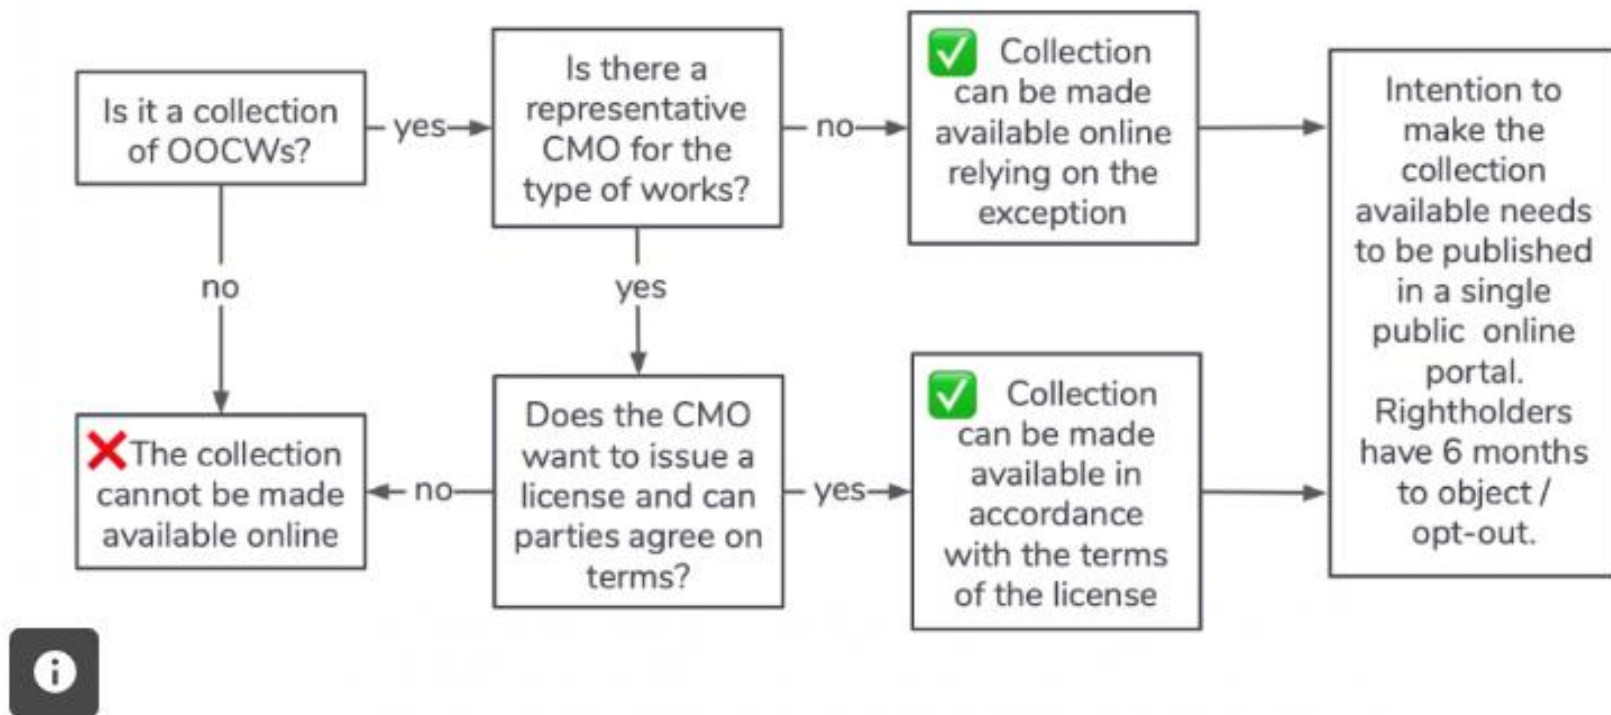 Is it a collection
of OOCWs?
yes
Is there a
representative
CMO for the
type of works?
no
✅ Collection
can be made
available online
relying on the
exception
Intention to
make the
collection
available needs
to be published
in a single
public online
portal.
Rightholders
have 6 months
to object /
opt-out.
no
yes
❌The collection
cannot be made
available online
no
Does the CMO
want to issue a
license and can
parties agree on
terms?
yes
✅ Collection
can be made
available in
accordance
with the terms
of the license
i